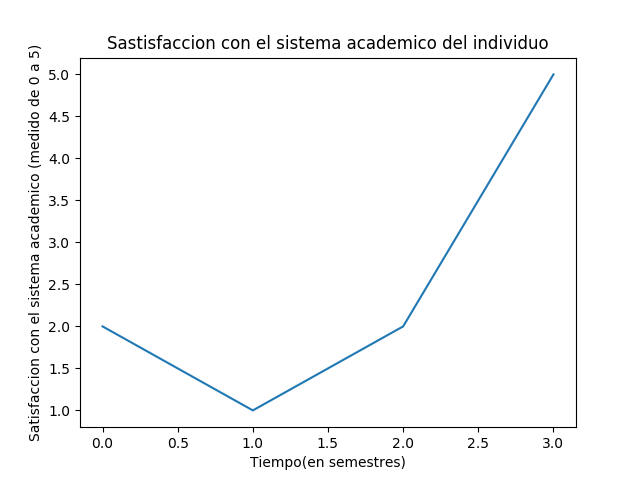 Sastisfaccion con el sistema academico del individuo
Satisfaccion con el sistema academico (medido de 0 a 5)
5.0
4.5
4.0
3.5
3.0
2.5
2.0
1.5
1.0
0.0 0.5 1.0 1.5 2.0 2.5 3.0
Tiempo(en semestres)